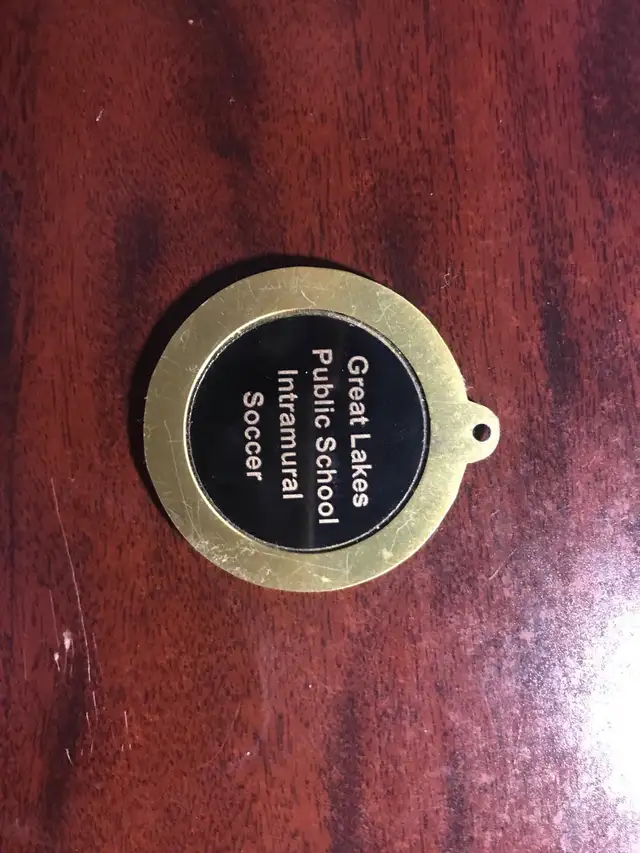 Great Lakes
Public School
Intramural
Soccer